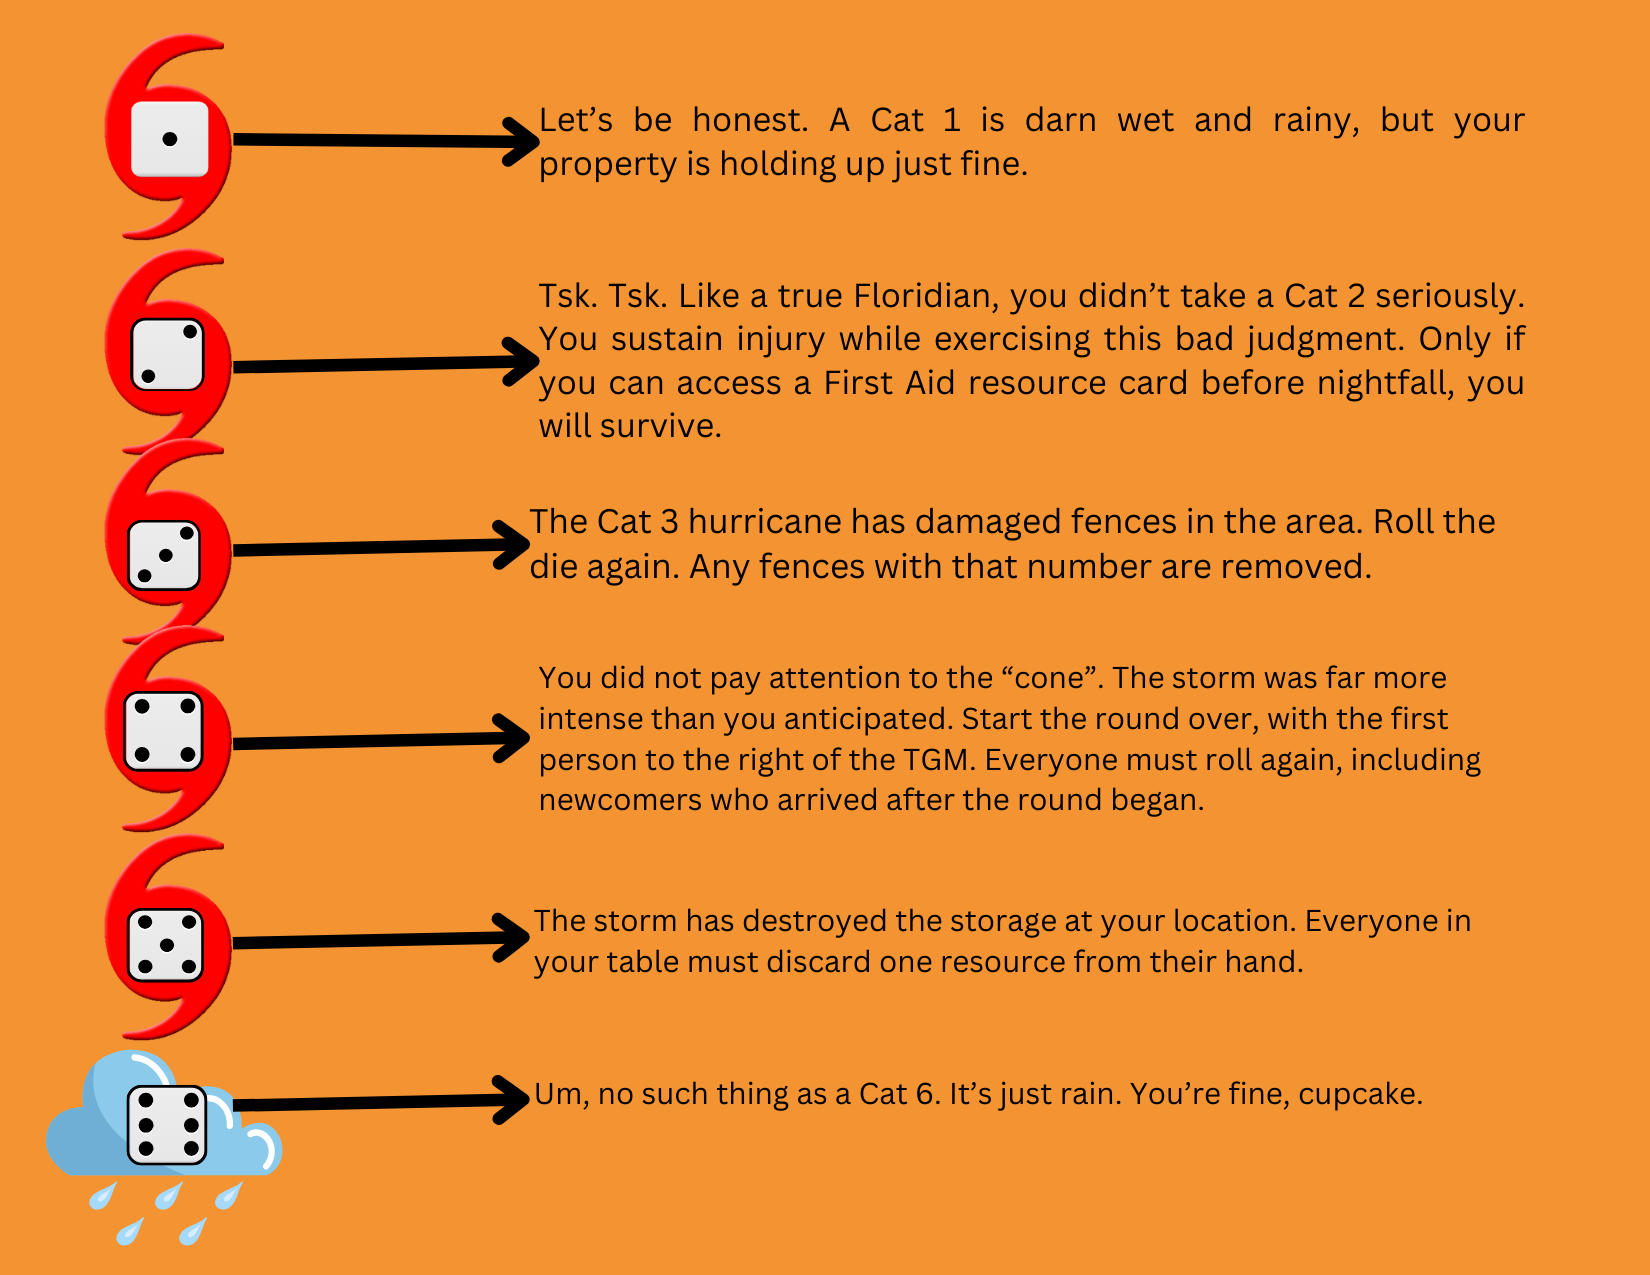 Let’s be honest. A Cat 1 is darn wet and rainy, but your
property is holding up just fine.
Tsk. Tsk. Like a true Floridian, you didn’t take a Cat 2 seriously.
You sustain injury while exercising this bad judgment. Only if
you can access a First Aid resource card before nightfall, you
will survive.
The Cat 3 hurricane has damaged fences in the area. Roll the
die again. Any fences with that number are removed.
You did not pay attention to the “cone”. The storm was far more
intense than you anticipated. Start the round over, with the first
person to the right of the TGM. Everyone must roll again, including
newcomers who arrived after the round began.
The storm has destroyed the storage at your location. Everyone in
your table must discard one resource from their hand.
Um, no such thing as a Cat 6. It’s just rain. You’re fine, cupcake.